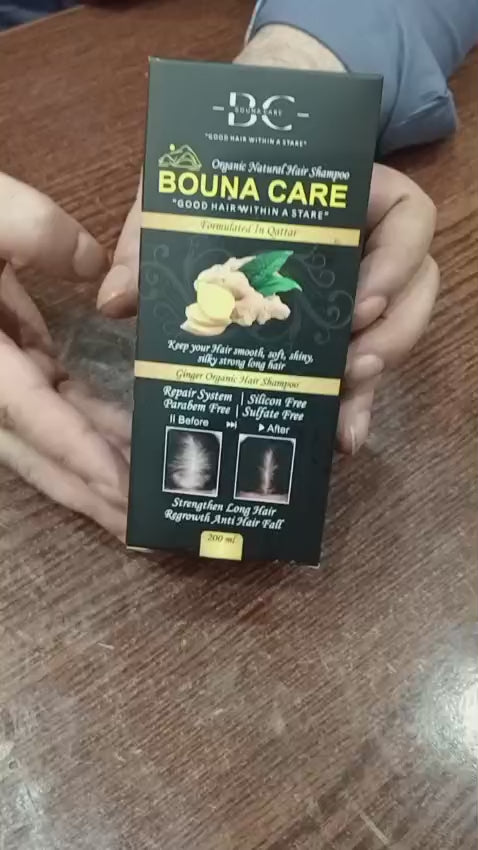 BC
BOUNA CARE
"GOOD HAIR WITHIN A STARE"
Organic Natural Hair Shampoo
BOUNA CARE
"GOOD HAIR WITHIN A STARE"
Formulated In Qattar
Keep your Hair smooth, soft, shiny,
silky strong long hair
Ginger Organic Hair Shampoo
Repair System | Silicon Free
Parabem Free | Sulfate Free
Before After
Strengthen Long Hair
Regrowth Anti Hair Fall
200 ml